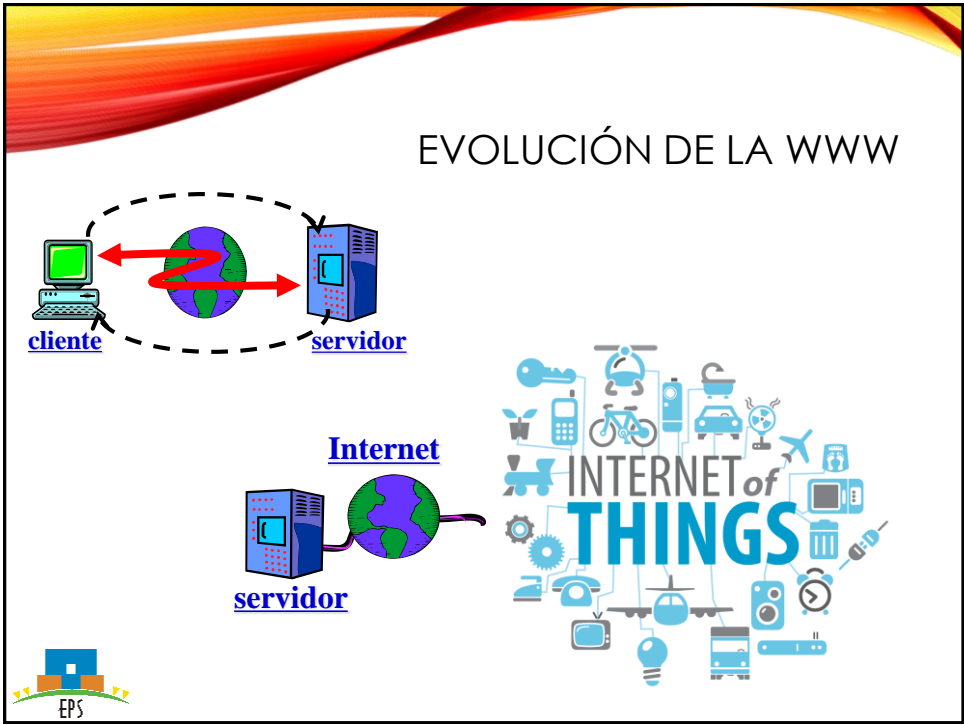 EVOLUCIÓN DE LA WWW
cliente
servidor
Internet
servidor
INTERNET of
THINGS
EPS